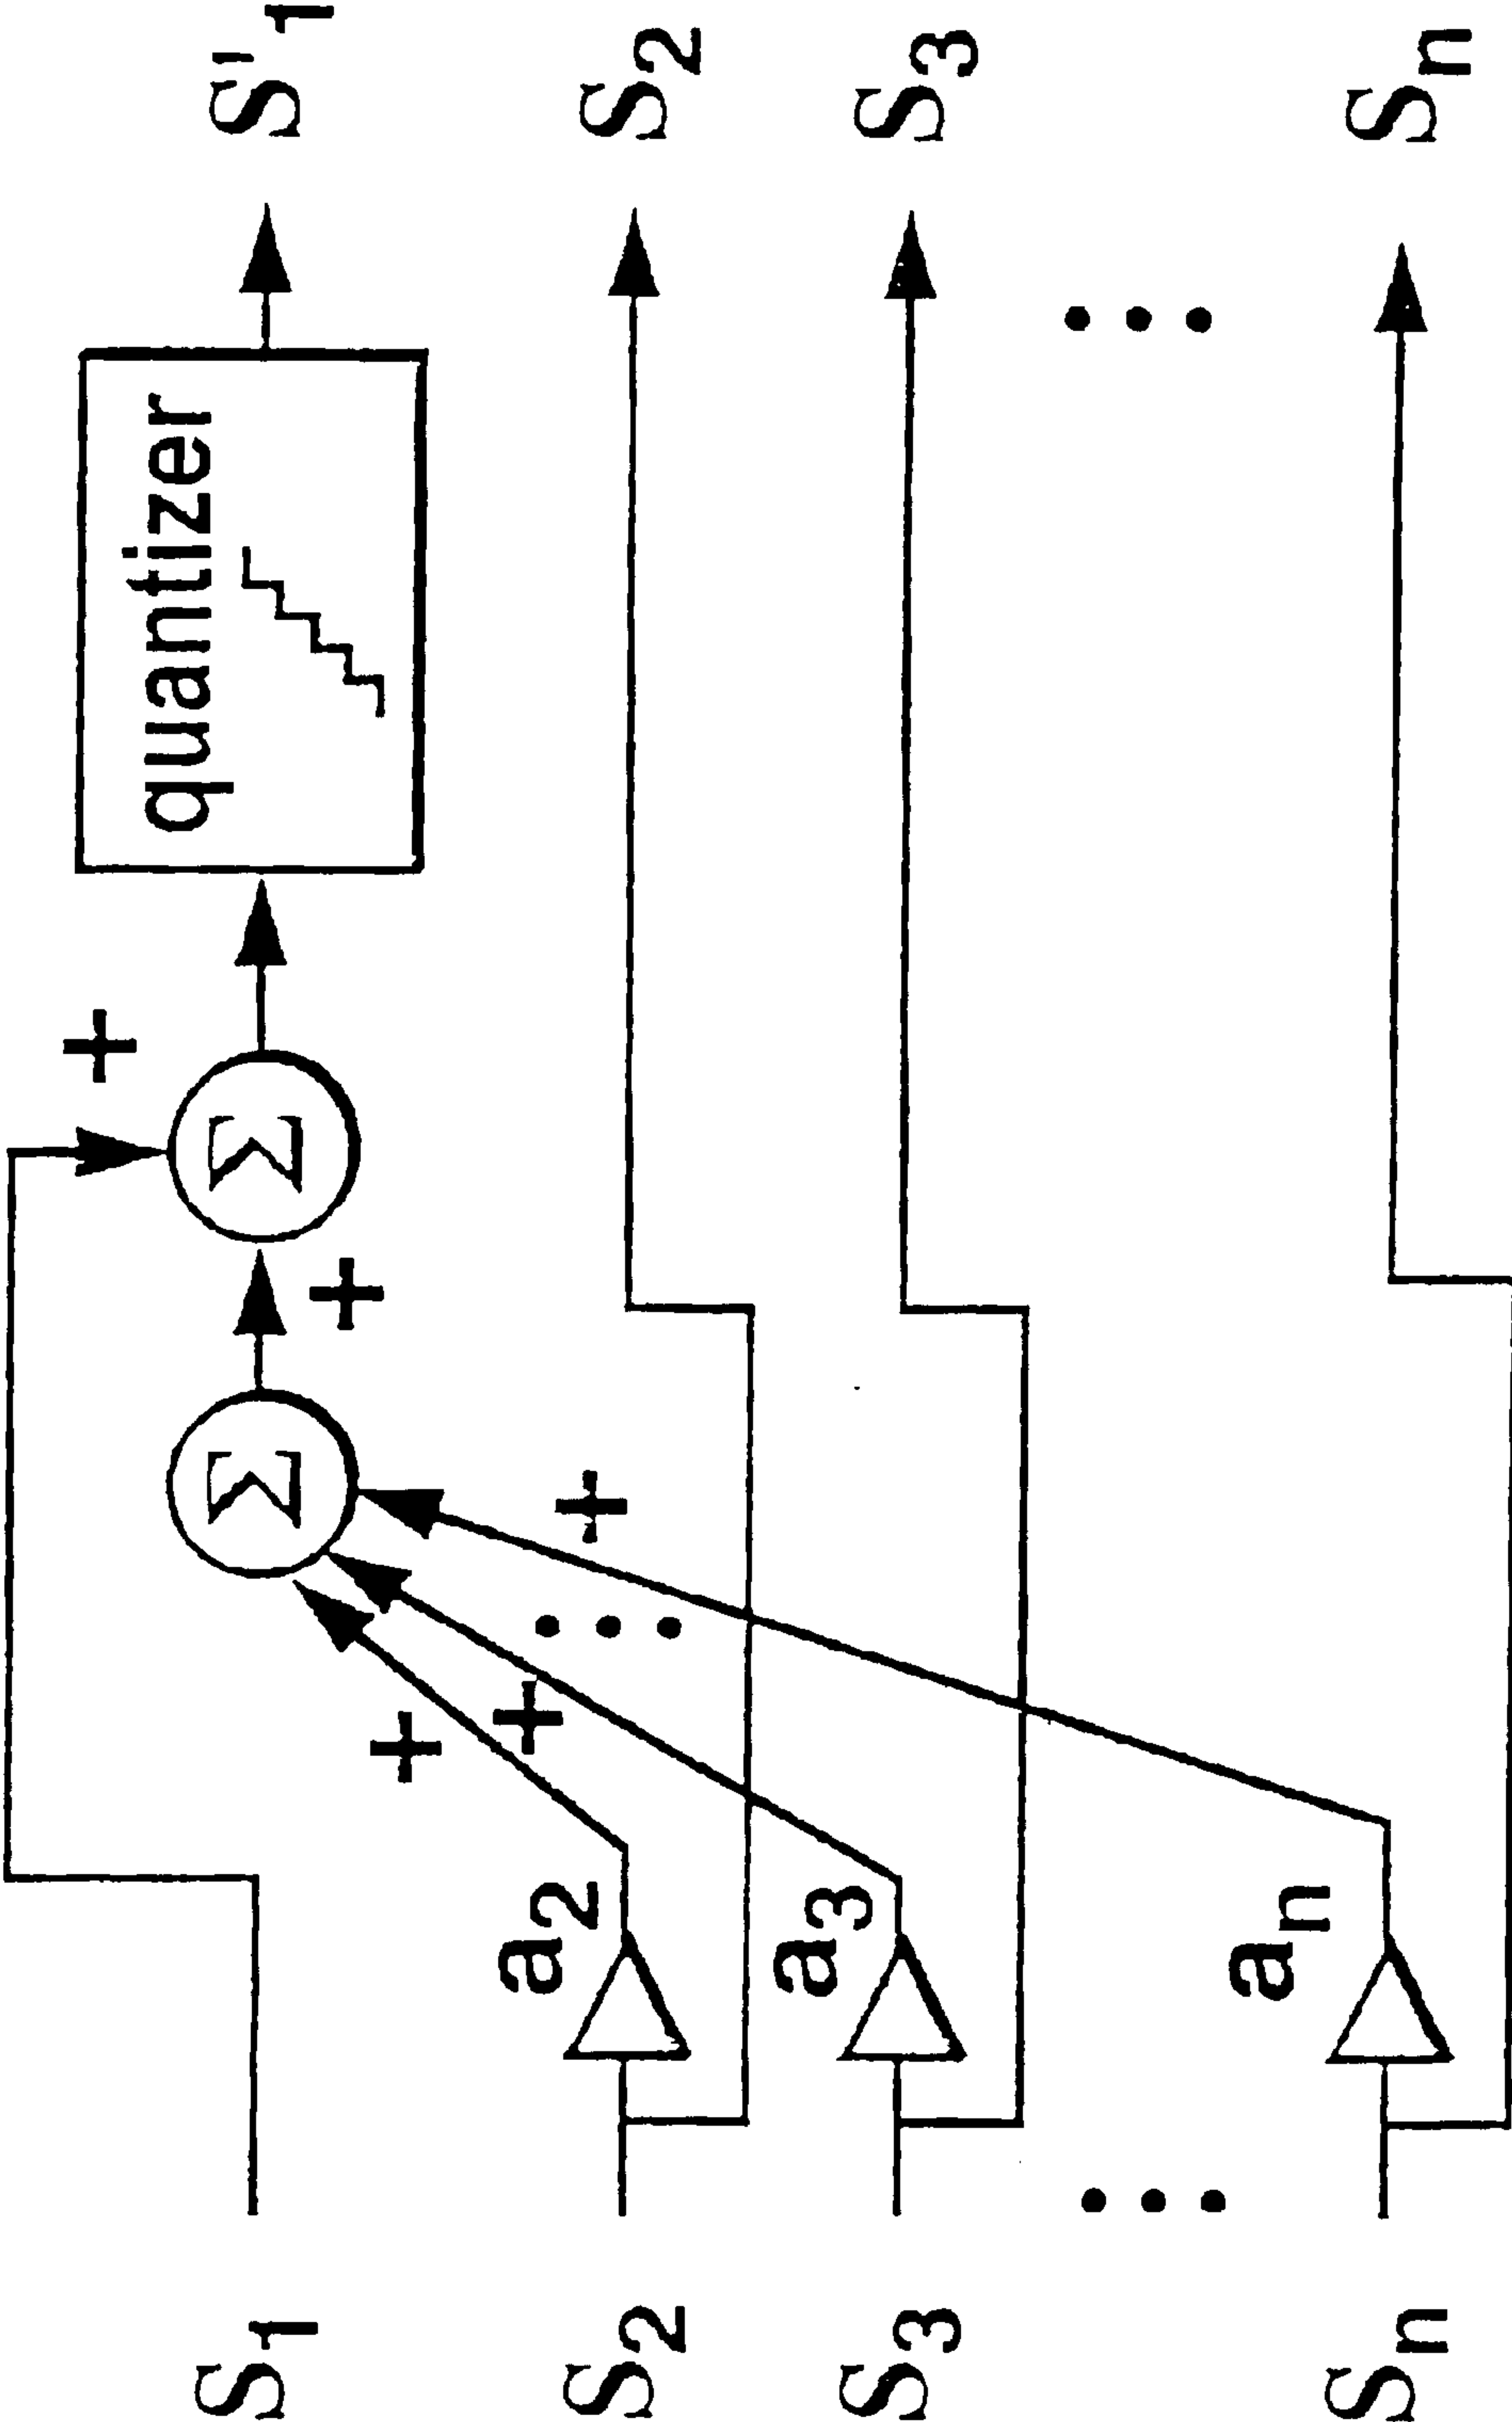 S1
S2
S3
Sn
a2
a3
an
+
+
+
Σ
+
Σ
+
quantizer
S'1
S2
S3
Sn